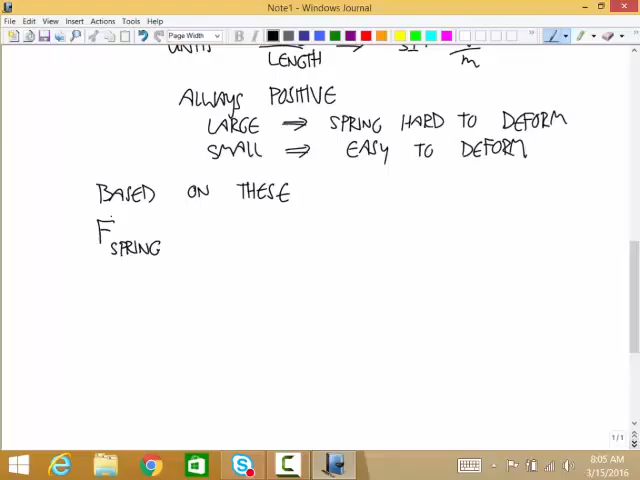 Note1 - Windows Journal
File Edit View Insert Actions Tools Help
Page Width B
LENGTH m
ALWAYS POSITIVE
LARGE ⇒ SPRING HARD TO DEFORM
SMALL ⇒ EASY TO DEFORM
BASED ON THESE
F SPRING
1/1
8:05 AM
3/15/2016